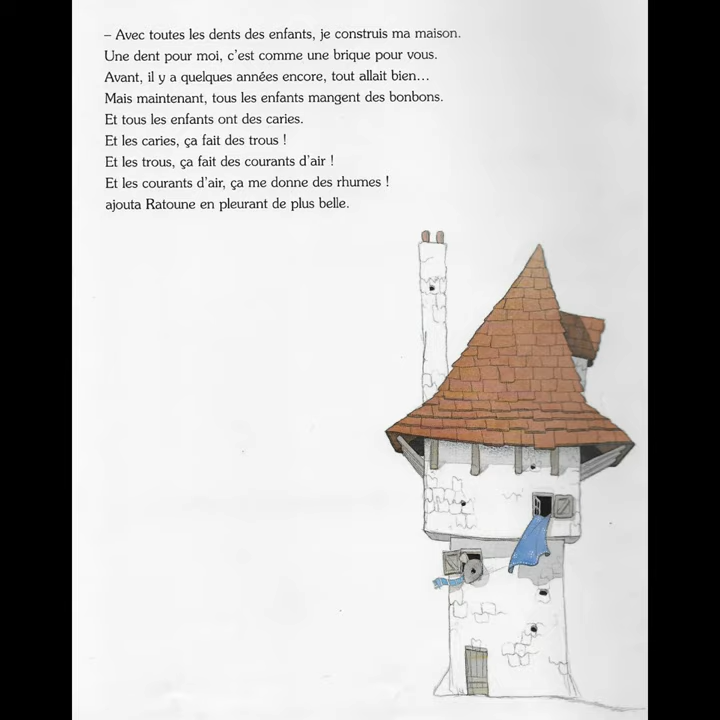 – Avec toutes les dents des enfants, je construis ma maison.
Une dent pour moi, c'est comme une brique pour vous.
Avant, il y a quelques années encore, tout allait bien…
Mais maintenant, tous les enfants mangent des bonbons.
Et tous les enfants ont des caries.
Et les caries, ça fait des trous !
Et les trous, ça fait des courants d'air !
Et les courants d'air, ça me donne des rhumes !
ajouta Ratoune en pleurant de plus belle.